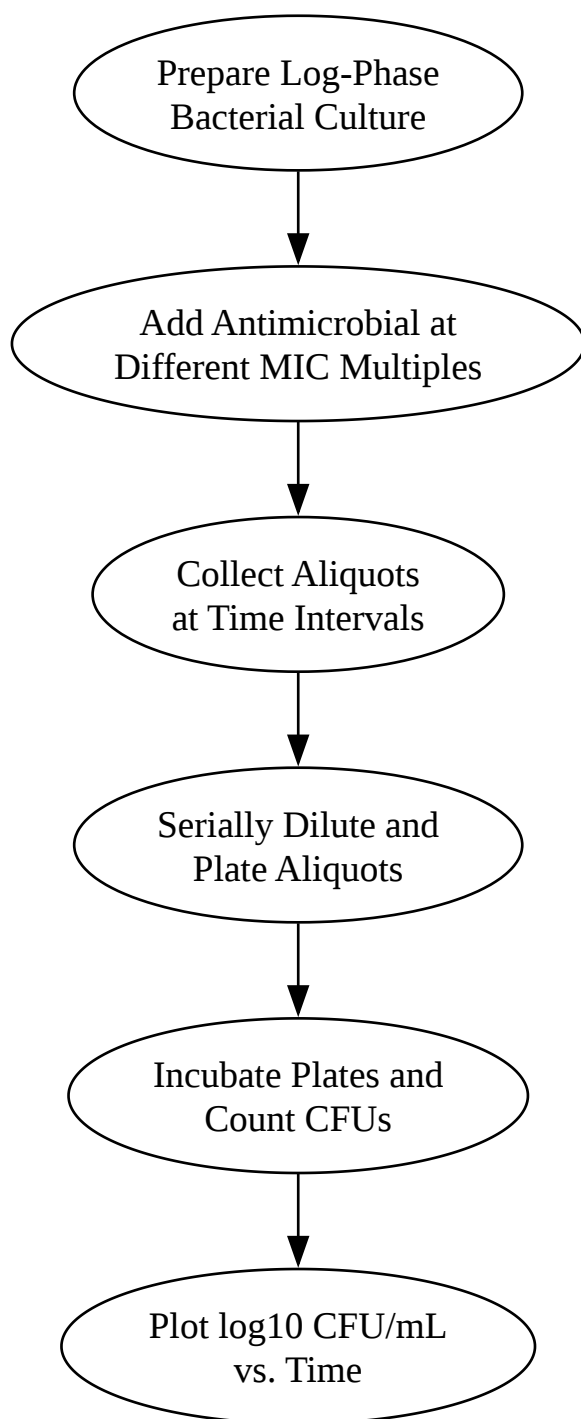 Prepare Log-Phase
Bacterial Culture
Add Antimicrobial at
Different MIC Multiples
Collect Aliquots
at Time Intervals
Serially Dilute and
Plate Aliquots
Incubate Plates and
Count CFUs
Plot log10 CFU/mL
vs. Time